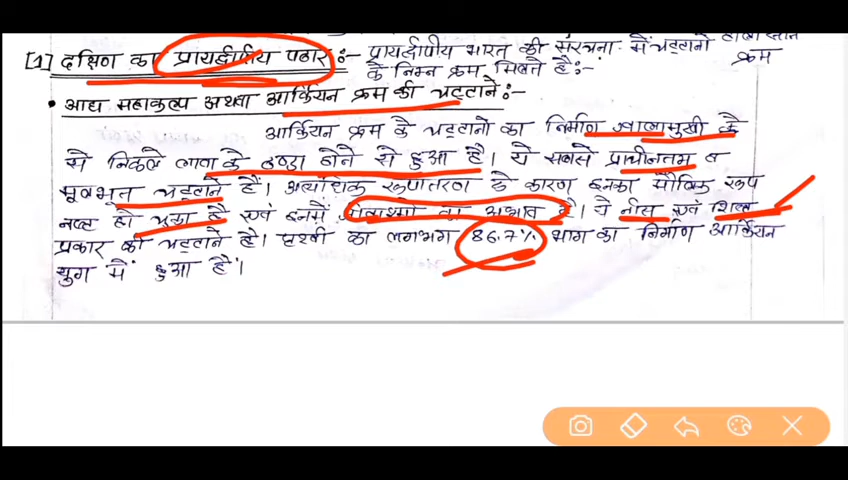 [1] दक्षिण का प्रायद्वीपीय पठार :- प्रायद्वीपीय भारत की संरचना में चट्टानो
के निम्न क्रम मिलते है:- क्रम
• आद्य महाकल्प अथवा आर्कियन क्रम की चट्टाने :-
आर्कियन क्रम के चट्टानो का निर्माण ज्वालामुखी के
से निकले लावा के ठण्डा होने से हुआ है। ये सबसे प्राचीनतम व
मूलभूत चट्टाने है। अत्यधिक रूपांतरण के कारण इनका मौलिक रूप
नष्ट हो चुका है एवं इनमें जीवाश्मो का अभाव है। ये नीस एवं शिस्ट
प्रकार की चट्टाने है। पृथ्वी का लगभग 86.7% भाग का निर्माण आर्कियन
युग में हुआ है।